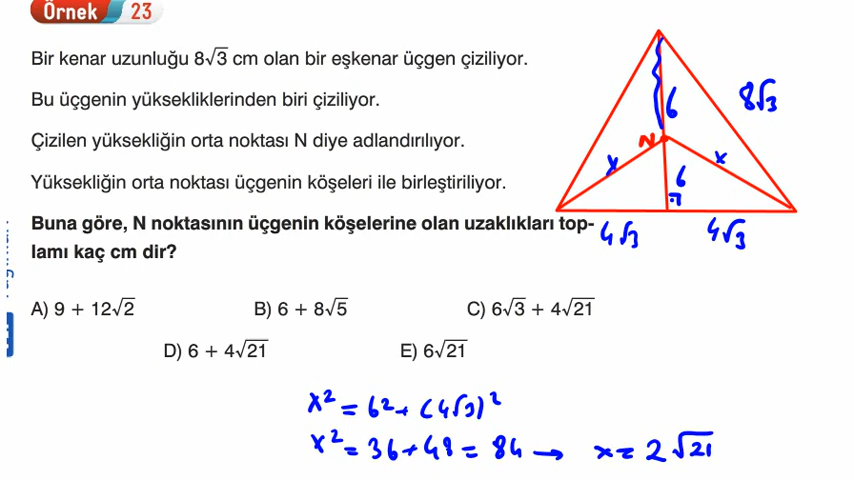 Örnek 23
Bir kenar uzunluğu 8√3 cm olan bir eşkenar üçgen çiziliyor.
Bu üçgenin yüksekliklerinden biri çiziliyor.
Çizilen yüksekliğin orta noktası N diye adlandırılıyor.
Yüksekliğin orta noktası üçgenin köşeleri ile birleştiriliyor.
Buna göre, N noktasının üçgenin köşelerine olan uzaklıkları top-
lamı kaç cm dir?
6
8√3
N
x
x
6
4√3
4√3
A) 9 + 12√2
B) 6 + 8√5
C) 6√3 + 4√21
D) 6 + 4√21
E) 6√21
x² = 6² + (4√3)²
x² = 36 + 48 = 84 → x = 2√21